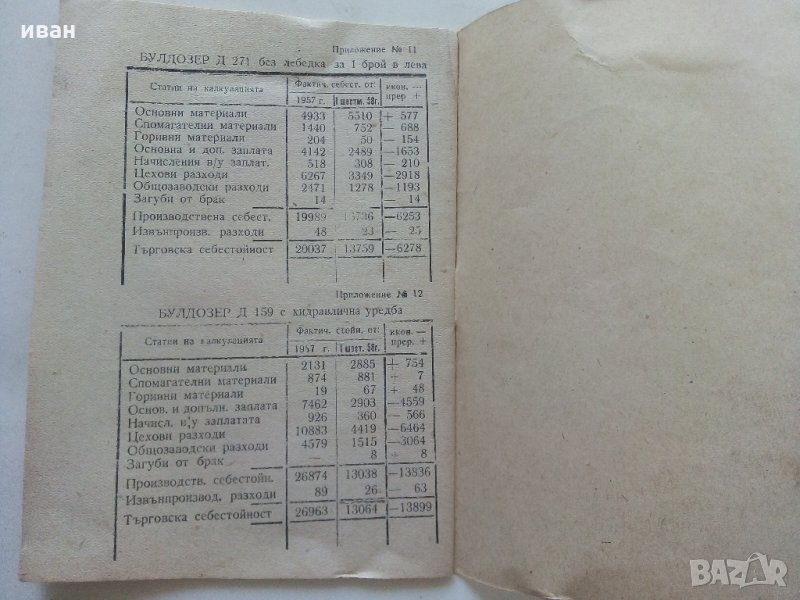 иван
Приложение № 11
БУЛДОЗЕР Д 271 без лебедка за 1 брой в лева
Статии на калкулацията Фактич. себест. от: икон. —
1957 г. I шестм. 58г. прер +
Основни материали 4933 5510 + 577
Спомагателни материали 1440 752 — 688
Горивни материали 204 50 — 154
Основна и доп. заплата 4142 2489 —1653
Начисления в/у заплат. 518 308 — 210
Цехови разходи 6267 3349 —2918
Общозаводски разходи 2471 1278 —1193
Загуби от брак 14 — — 14
Производствена себест. 19989 13736 —6253
Извънпроизв. разходи 48 23 — 25
Търговска себестойност 20037 13759 —6278
Приложение № 12
БУЛДОЗЕР Д 159 с хидравлична уредба
Статии на калкулацията Фактич. стойн. от: икон. —
1957 г. I шест. 58г. прер. +
Основни материали 2131 2885 + 754
Спомагателни материали 874 881 + 7
Горивни материали 19 67 + 48
Основ. и допълн. заплата 7462 2903 —4559
Начисл. в/у заплатата 926 360 — 566
Цехови разходи 10883 4419 —6464
Общозаводски разходи 4579 1515 —3064
Загуби от брак — 8 + 8
Производств. себестойн. 26874 13038 —13836
Извънпроизвод. разходи 89 26 — 63
Търговска себестойност 26963 13064 —13899
BAZAR